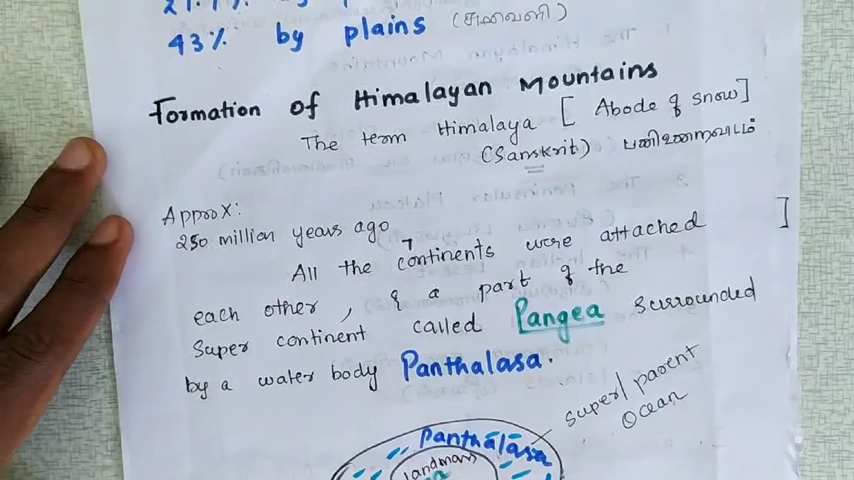 43% by plains (சமவெளி)
Formation of Himalayan Mountains
The term Himalaya [Abode of snow]
(Sanskrit) பனிஉறைவிடம்
Approx:
250 million years ago
All the 7 continents were attached ]
each other, & a part of the
Super continent called Pangea surrounded
by a water body Panthalasa.
super/parent
Ocean
Panthalasa
landmass